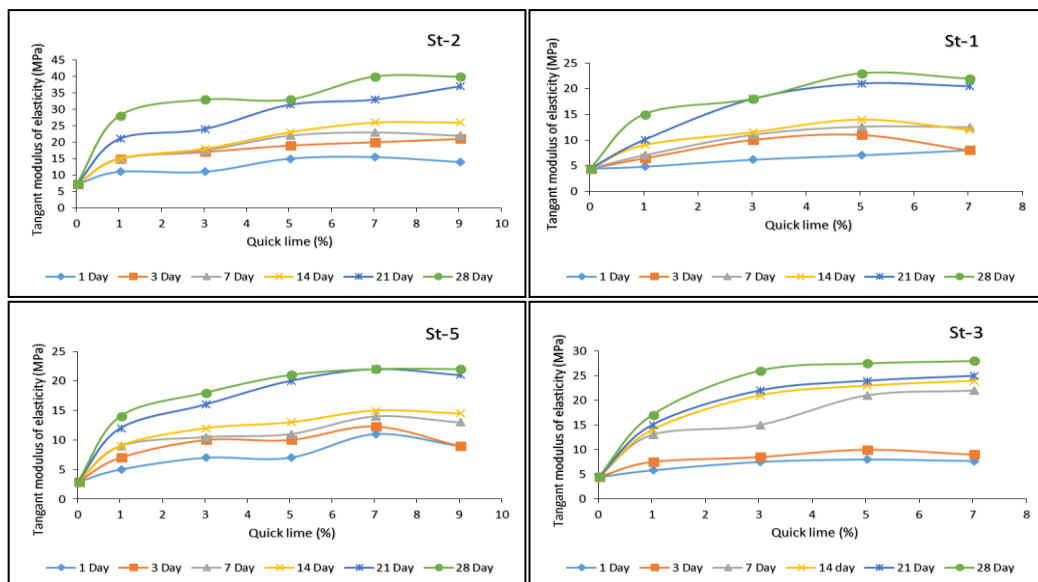 St-2
Tangant modulus of elasticity (MPa)
45
40
35
30
25
20
15
10
5
0
0 1 2 3 4 5 6 7 8 9 10
Quick lime (%)
1 Day 3 Day 7 Day 14 Day 21 Day 28 Day
St-1
Tangant modulus of elasticity (MPa)
25
20
15
10
5
0
0 1 2 3 4 5 6 7 8
Quick lime (%)
1 Day 3 Day 7 Day 14 Day 21 Day 28 Day
St-5
Tangant modulus of elasticity (MPa)
25
20
15
10
5
0
0 1 2 3 4 5 6 7 8 9 10
Quick lime (%)
1 Day 3 Day 7 Day 14 Day 21 Day 28 Day
St-3
Tangant modulus of elasticity (MPa)
30
25
20
15
10
5
0
0 1 2 3 4 5 6 7 8
Quick lime (%)
1 Day 3 Day 7 Day 14 day 21 Day 28 Day